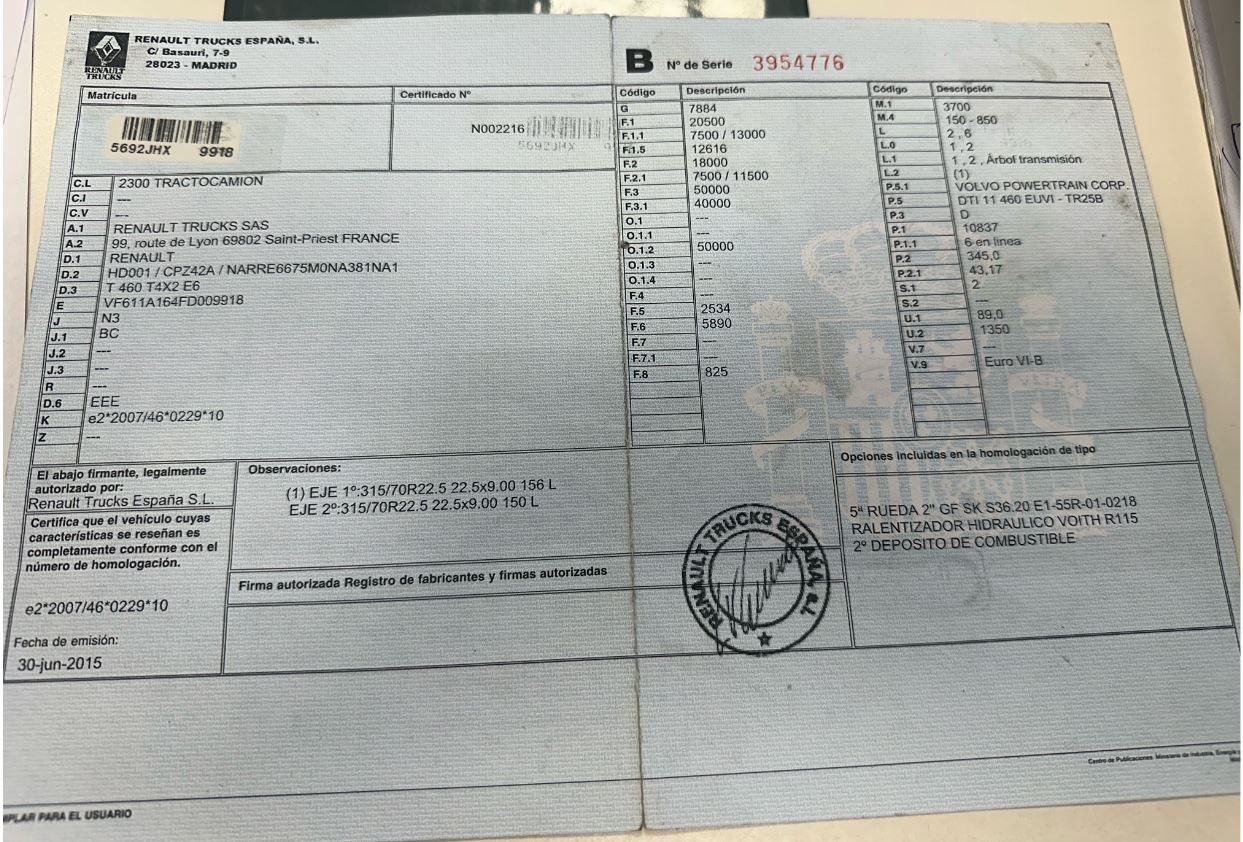 RENAULT TRUCKS ESPAÑA, S.L.
C/ Basauri, 7-9
28023 - MADRID
RENAULT
TRUCKS
B Nº de Serie 3954776
Matrícula
5692JHX 9918
Certificado Nº
N002216
5692JHX
C.L 2300 TRACTOCAMION
C.I ---
C.V ---
A.1 RENAULT TRUCKS SAS
A.2 99, route de Lyon 69802 Saint-Priest FRANCE
D.1 RENAULT
D.2 HD001 / CPZ42A / NARRE6675M0NA381NA1
D.3 T 460 T4X2 E6
E VF611A164FD009918
J N3
J.1 BC
J.2 ---
J.3 ---
R ---
D.6 EEE
K e2*2007/46*0229*10
Z ---
Código Descripción
G 7884
F.1 20500
F.1.1 7500 / 13000
F.1.5 12616
F.2 18000
F.2.1 7500 / 11500
F.3 50000
F.3.1 40000
O.1 ---
O.1.1 ---
O.1.2 50000
O.1.3 ---
O.1.4 ---
F.4 ---
F.5 2534
F.6 5890
F.7 ---
F.7.1 ---
F.8 825
Código Descripción
M.1 3700
M.4 150 - 850
L 2 , 6
L.0 1 , 2
L.1 1 , 2 , Árbol transmisión
L.2 (1)
P.5.1 VOLVO POWERTRAIN CORP.
P.5 DTI 11 460 EUVI - TR25B
P.3 D
P.1 10837
P.1.1 6 en linea
P.2 345,0
P.2.1 43,17
S.1 2
S.2 ---
U.1 89,0
U.2 1350
V.7 ---
V.9 Euro VI-B
El abajo firmante, legalmente
autorizado por:
Renault Trucks España S.L.
Certifica que el vehículo cuyas
características se reseñan es
completamente conforme con el
número de homologación.
e2*2007/46*0229*10
Fecha de emisión:
30-jun-2015
Observaciones:
(1) EJE 1º:315/70R22.5 22.5x9.00 156 L
EJE 2º:315/70R22.5 22.5x9.00 150 L
Firma autorizada Registro de fabricantes y firmas autorizadas
RENAULT TRUCKS ESPAÑA, S.L.
Opciones incluidas en la homologación de tipo
5ª RUEDA 2" GF SK S36.20 E1-55R-01-0218
RALENTIZADOR HIDRAULICO VOITH R115
2º DEPOSITO DE COMBUSTIBLE
Centro de Publicaciones. Ministerio de Industria, Energía
MPLAR PARA EL USUARIO